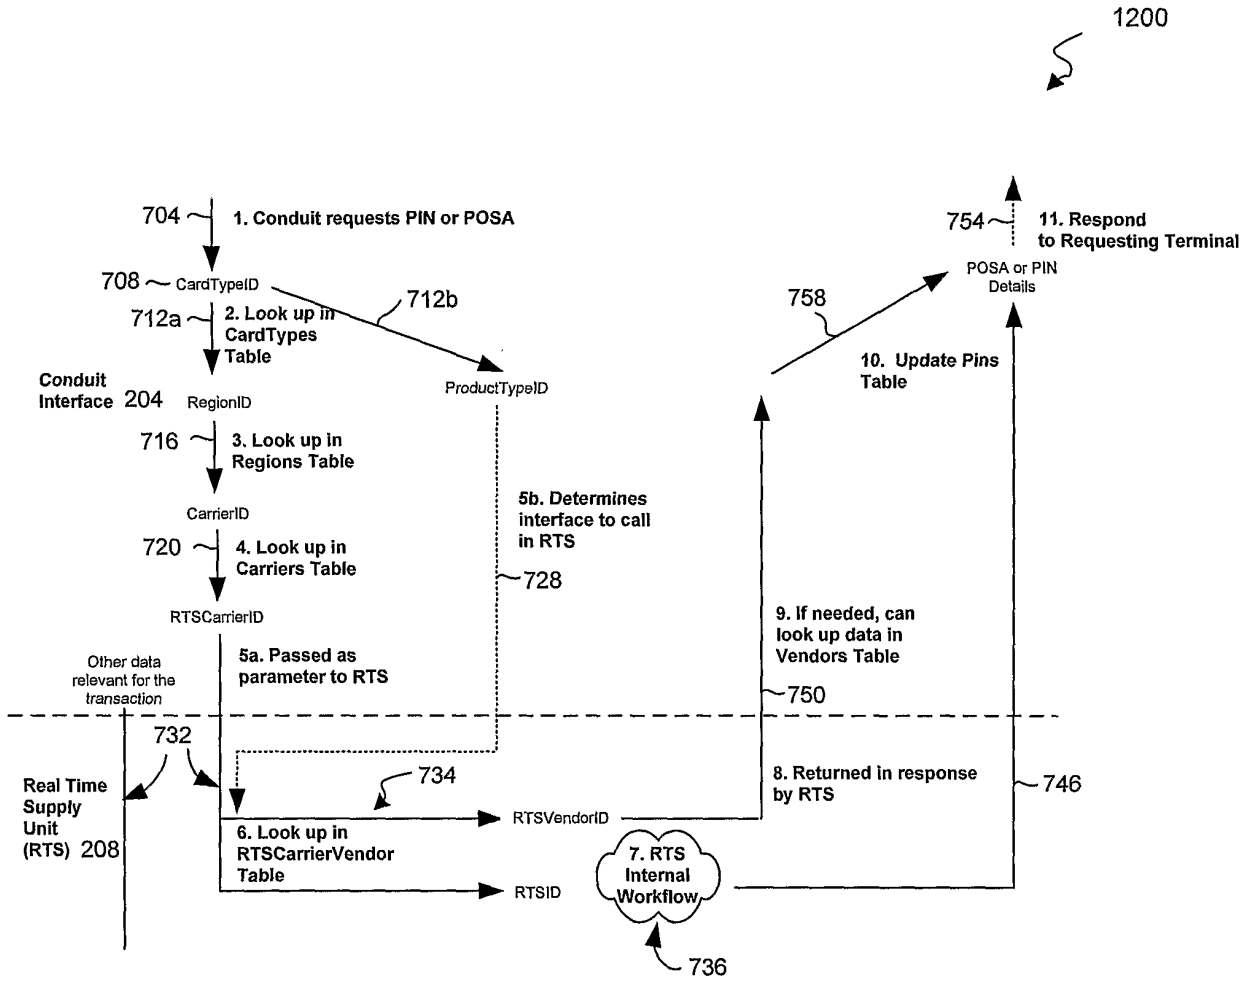 1200
704
1. Conduit requests PIN or POSA
708
CardTypeID
712a
2. Look up in
CardTypes
Table
712b
Conduit
Interface 204
RegionID
ProductTypeID
716
3. Look up in
Regions Table
CarrierID
720
4. Look up in
Carriers Table
RTSCarrierID
5a. Passed as
parameter to RTS
5b. Determines
interface to call
in RTS
728
Other data
relevant for the
transaction
732
Real Time
Supply
Unit
(RTS) 208
734
6. Look up in
RTSCarrierVendor
Table
RTSVendorID
RTSID
7. RTS
Internal
Workflow
736
8. Returned in response
by RTS
746
750
9. If needed, can
look up data in
Vendors Table
758
10. Update Pins
Table
POSA or PIN
Details
754
11. Respond
to Requesting Terminal